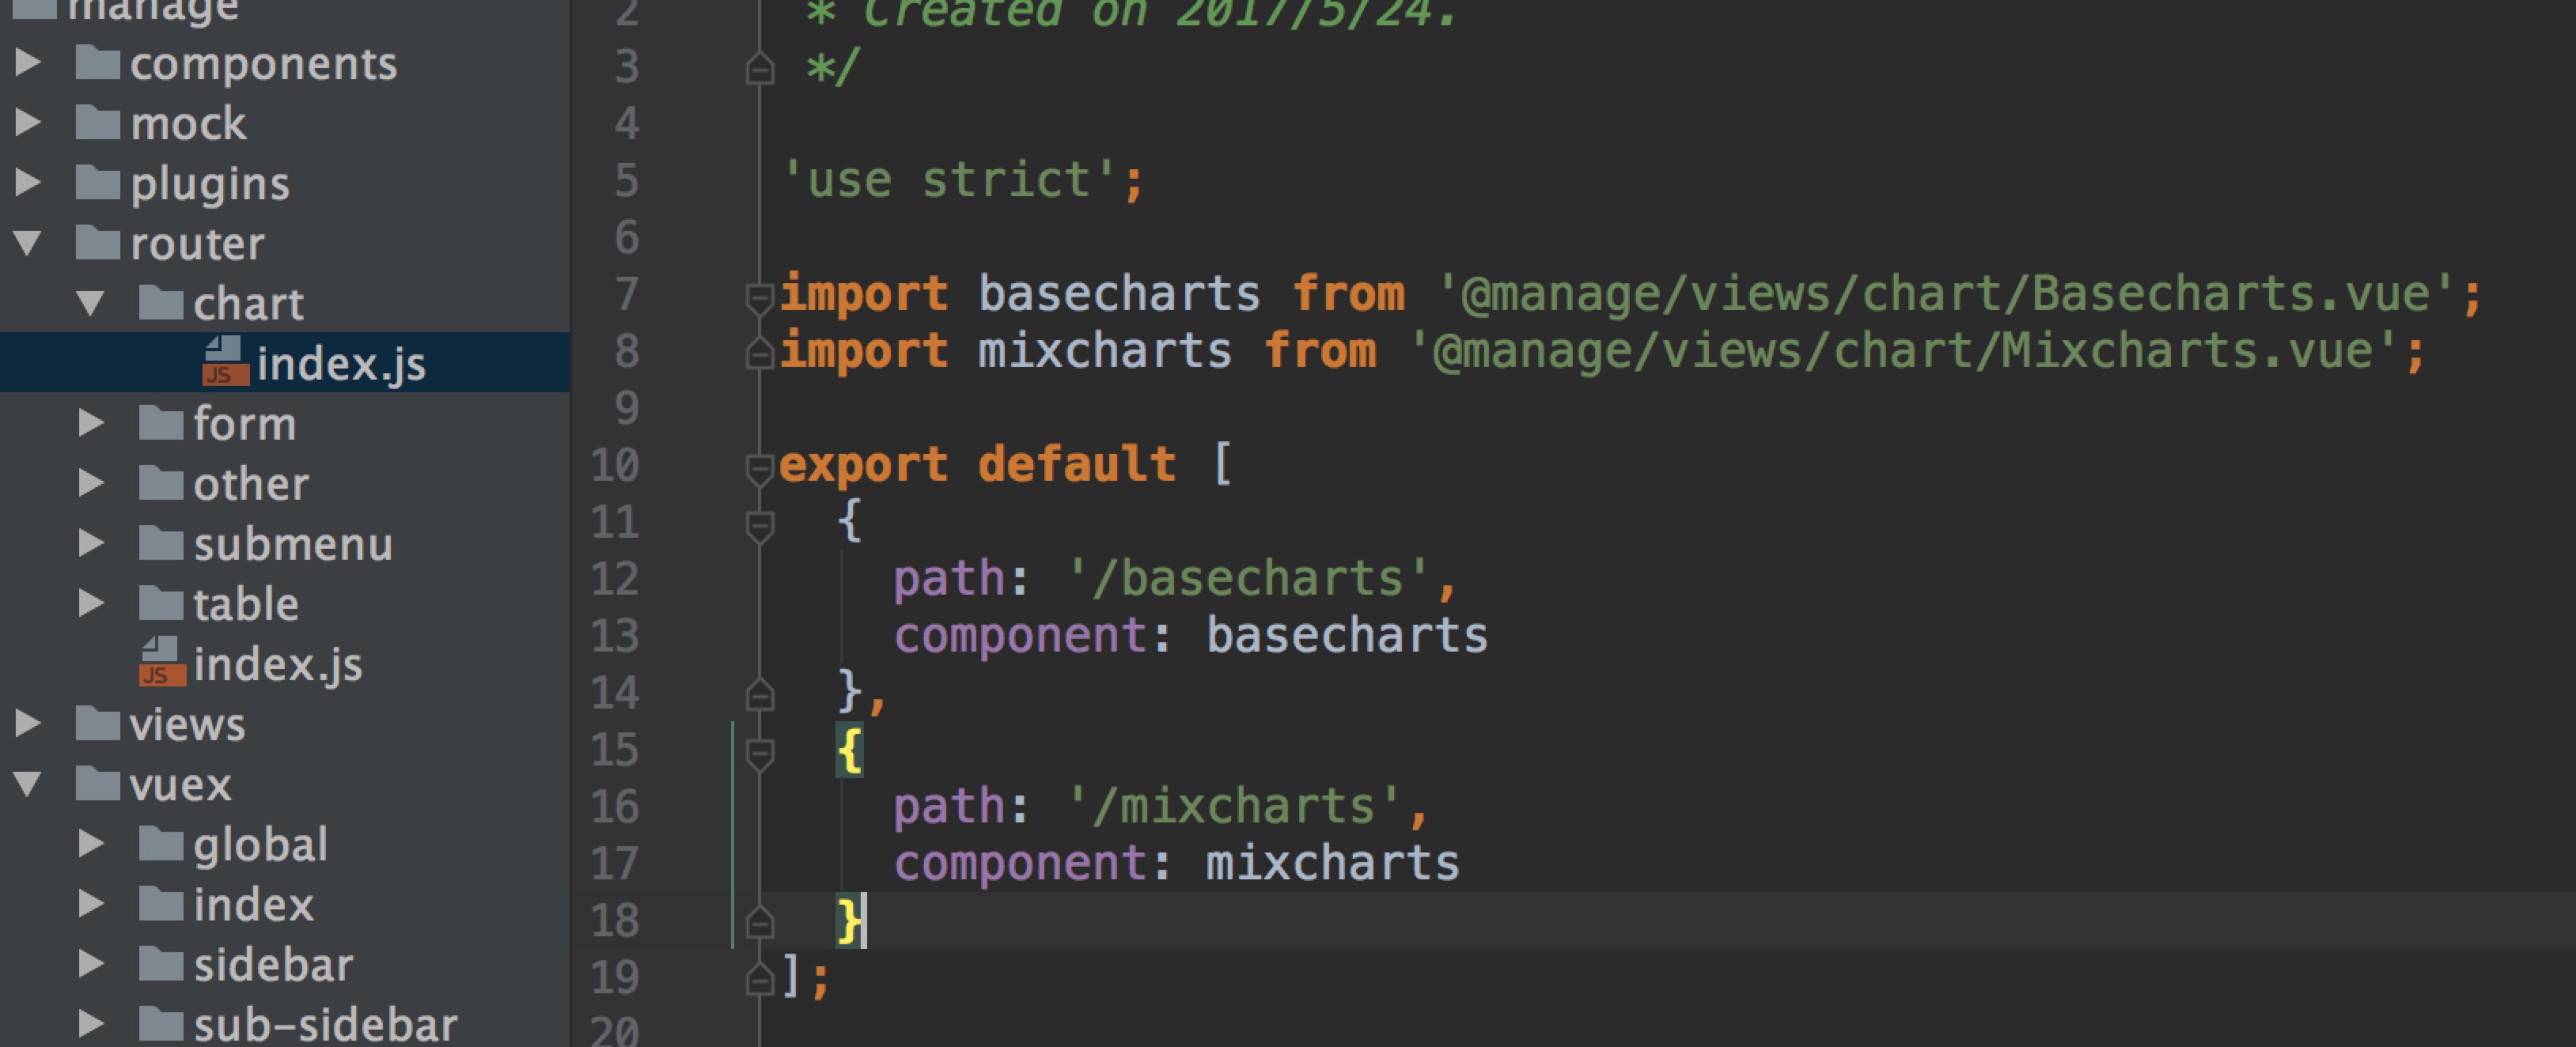 manage
components
mock
plugins
router
chart
JS index.js
form
other
submenu
table
JS index.js
views
vuex
global
index
sidebar
sub-sidebar
2 * Created on 2017/5/24.
3 */
4
5 'use strict';
6
7 import basecharts from '@manage/views/chart/Basecharts.vue';
8 import mixcharts from '@manage/views/chart/Mixcharts.vue';
9
10 export default [
11 {
12 path: '/basecharts',
13 component: basecharts
14 },
15 {
16 path: '/mixcharts',
17 component: mixcharts
18 }
19 ];
20